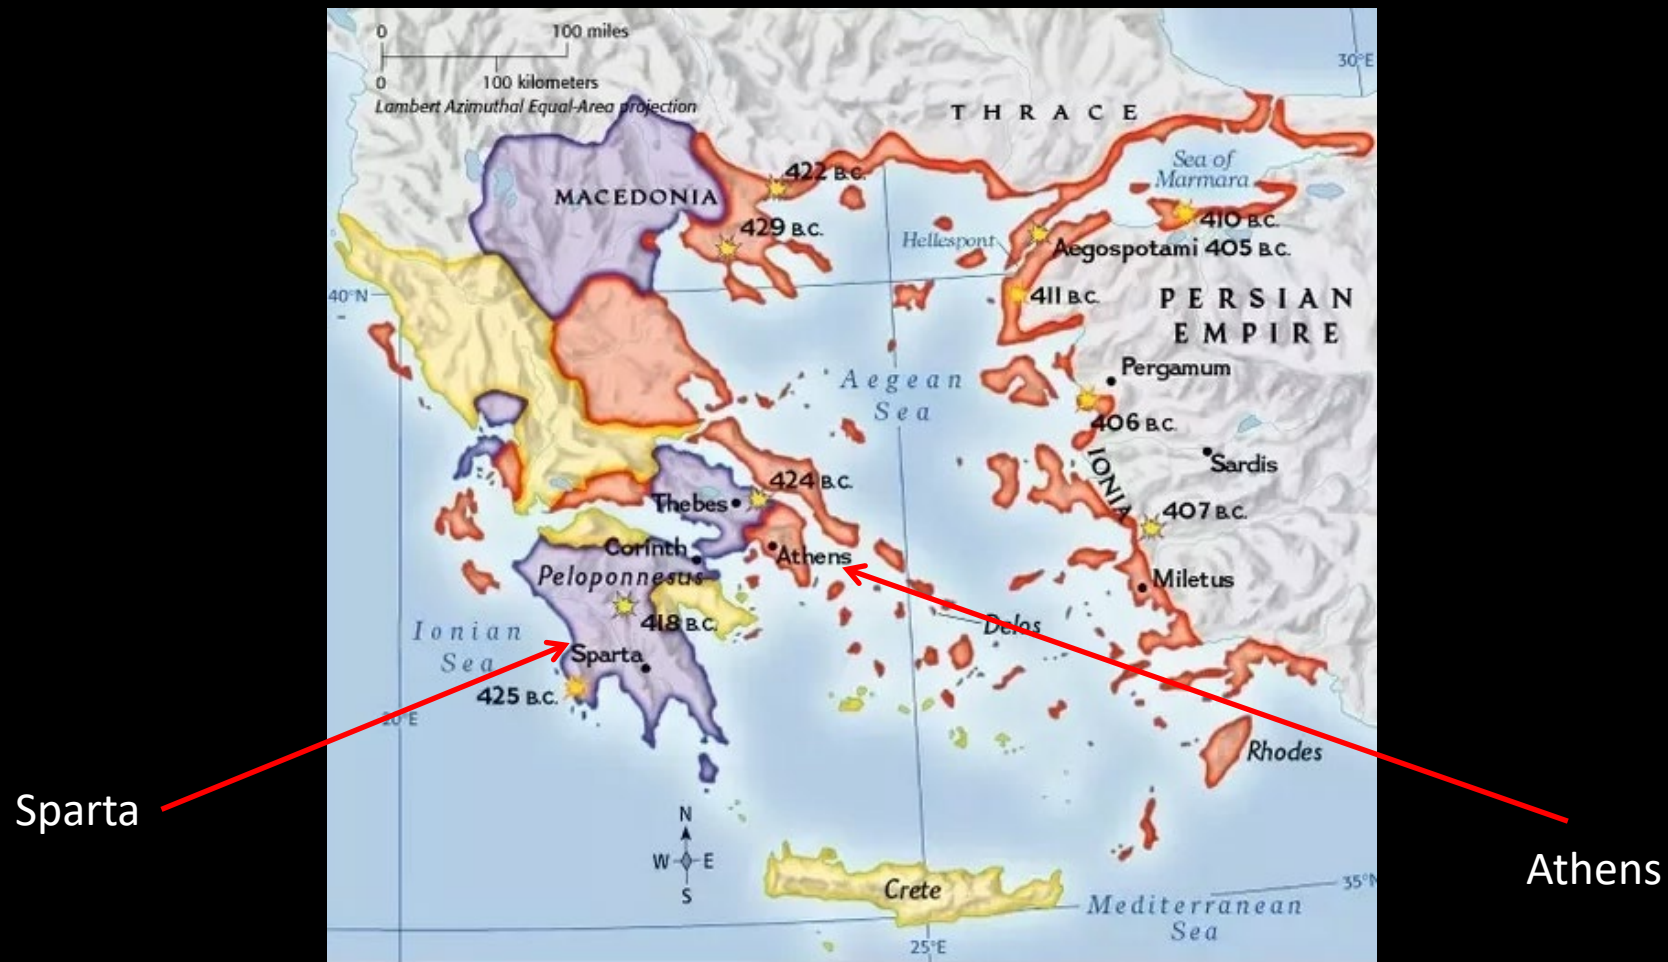 0 100 miles
0 100 kilometers
Lambert Azimuthal Equal-Area projection
30°E
THRACE
Sea of
Marmara
422 B.C.
MACEDONIA
429 B.C.
410 B.C.
Hellespont
Aegospotami 405 B.C.
40°N
411 B.C.
PERSIAN
EMPIRE
Pergamum
Aegean
Sea
406 B.C.
IONIA
Sardis
424 B.C.
Thebes
407 B.C.
Corinth
Athens
Peloponnesus
Miletus
418 B.C.
Delos
Ionian
Sea
Sparta
425 B.C.
20°E
Rhodes
Sparta
N
W E
S
Athens
Crete
35°N
Mediterranean
Sea
25°E